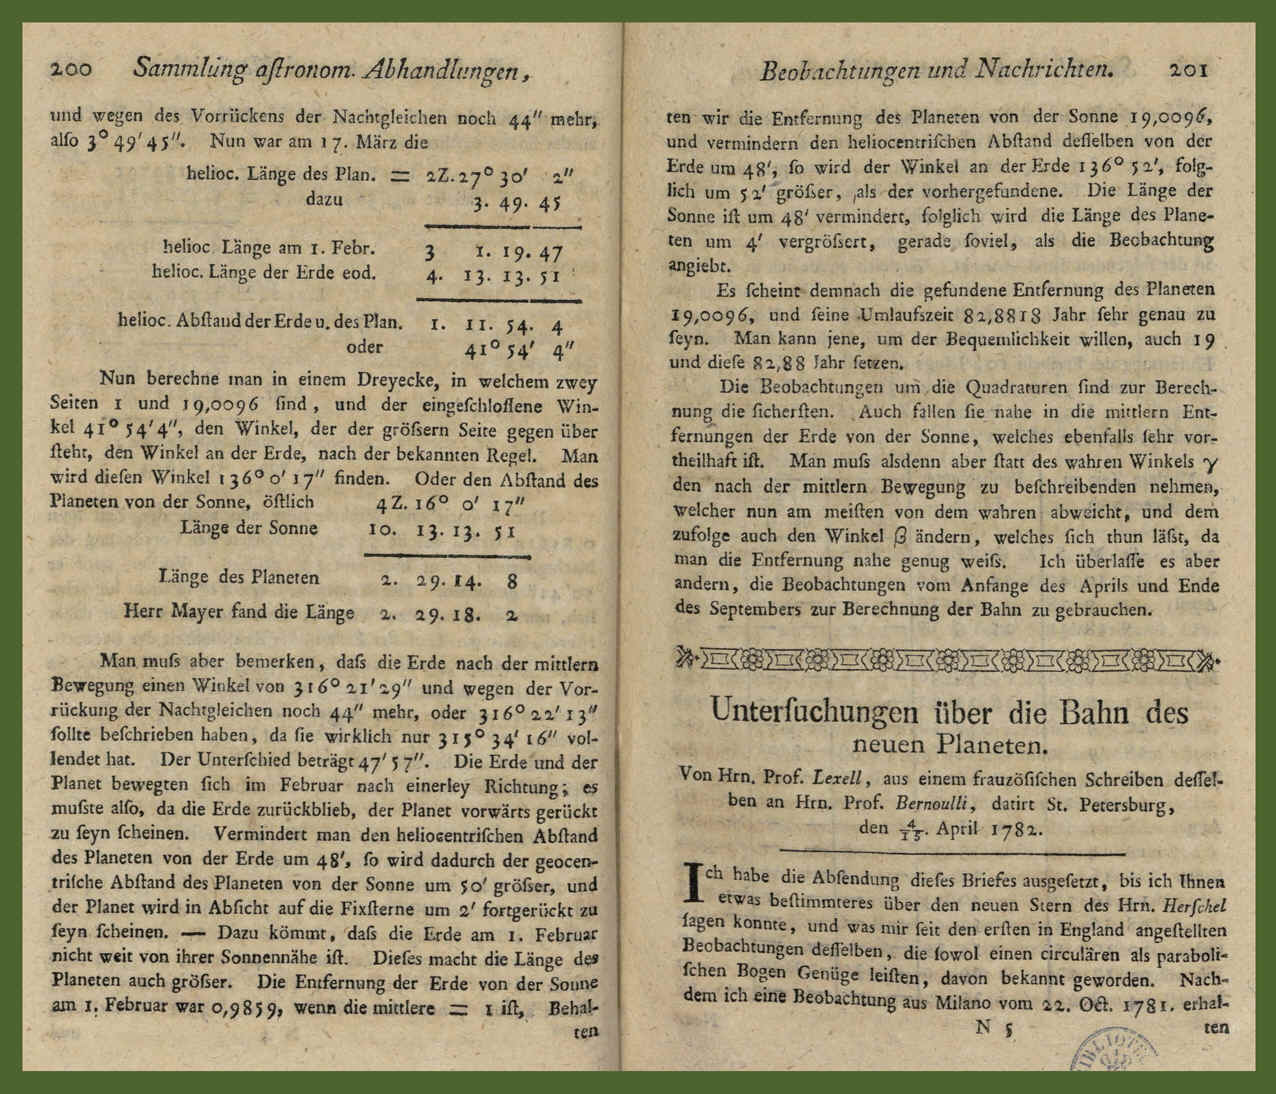 200 Sammlung aſtronom. Abhandlungen,
und wegen des Vorrückens der Nachtgleichen noch 44″ mehr,
alſo 3° 49′ 45″. Nun war am 17. März die
helioc. Länge des Plan. = 2Z. 27° 30′ 2″
dazu 3. 49. 45
helioc. Länge am 1. Febr. 3 1. 19. 47
helioc. Länge der Erde eod. 4. 13. 13. 51
helioc. Abſtand der Erde u. des Plan. 1. 11. 54. 4
oder 41° 54′ 4″
Nun berechne man in einem Dreyecke, in welchem zwey
Seiten 1 und 19,0096 ſind, und der eingeſchloſſene Win-
kel 41° 54′ 4″, den Winkel, der der gröſsern Seite gegen über
ſteht, den Winkel an der Erde, nach der bekannten Regel. Man
wird dieſen Winkel 136° 0′ 17″ finden. Oder den Abſtand des
Planeten von der Sonne, öſtlich 4Z. 16° 0′ 17″
Länge der Sonne 10. 13. 13. 51
Länge des Planeten 2. 29. 14. 8
Herr Mayer fand die Länge 2. 29. 18. 2
Man muſs aber bemerken, daſs die Erde nach der mittlern
Bewegung einen Winkel von 316° 21′ 29″ und wegen der Vor-
rückung der Nachtgleichen noch 44″ mehr, oder 316° 22′ 13″
ſollte beſchrieben haben, da ſie wirklich nur 315° 34′ 16″ vol-
lendet hat. Der Unterſchied beträgt 47′ 57″. Die Erde und der
Planet bewegten ſich im Februar nach einerley Richtung; es
muſste alſo, da die Erde zurückblieb, der Planet vorwärts gerückt
zu ſeyn ſcheinen. Vermindert man den heliocentriſchen Abſtand
des Planeten von der Erde um 48′, ſo wird dadurch der geocen-
triſche Abſtand des Planeten von der Sonne um 50′ gröſser, und
der Planet wird in Abſicht auf die Fixſterne um 2′ fortgerückt zu
ſeyn ſcheinen. — Dazu kömmt, daſs die Erde am 1. Februar
nicht weit von ihrer Sonnennähe iſt. Dieſes macht die Länge des
Planeten auch gröſser. Die Entfernung der Erde von der Sonne
am 1. Februar war 0,9859, wenn die mittlere = 1 iſt, Behal-
ten
Beobachtungen und Nachrichten. 201
ten wir die Entfernung des Planeten von der Sonne 19,0096,
und vermindern den heliocentriſchen Abſtand deſſelben von der
Erde um 48′, ſo wird der Winkel an der Erde 136° 52′, folg-
lich um 52′ gröſser, als der vorhergefundene. Die Länge der
Sonne iſt um 48′ vermindert, folglich wird die Länge des Plane-
ten um 4′ vergröſsert, gerade ſoviel, als die Beobachtung
angiebt.
Es ſcheint demnach die gefundene Entfernung des Planeten
19,0096, und ſeine Umlaufszeit 82,8818 Jahr ſehr genau zu
ſeyn. Man kann jene, um der Bequemlichkeit willen, auch 19
und dieſe 82,88 Jahr ſetzen.
Die Beobachtungen um die Quadraturen ſind zur Berech-
nung die ſicherſten. Auch fallen ſie nahe in die mittlern Ent-
fernungen der Erde von der Sonne, welches ebenfalls ſehr vor-
theilhaft iſt. Man muſs alsdenn aber ſtatt des wahren Winkels γ
den nach der mittlern Bewegung zu beſchreibenden nehmen,
welcher nun am meiſten von dem wahren abweicht, und dem
zufolge auch den Winkel β ändern, welches ſich thun läſst, da
man die Entfernung nahe genug weiſs. Ich überlaſſe es aber
andern, die Beobachtungen vom Anfange des Aprils und Ende
des Septembers zur Berechnung der Bahn zu gebrauchen.
Unterſuchungen über die Bahn des
neuen Planeten.
Von Hrn. Prof. Lexell, aus einem franzöſiſchen Schreiben deſſel-
ben an Hrn. Prof. Bernoulli, datirt St. Petersburg,
den 4/15. April 1782.
Ich habe die Abſendung dieſes Briefes ausgeſetzt, bis ich Ihnen
etwas beſtimmteres über den neuen Stern des Hrn. Herſchel
ſagen konnte, und was mir ſeit den erſten in England angeſtellten
Beobachtungen deſſelben, die ſowol einen circulären als paraboli-
ſchen Bogen Genüge leiſten, davon bekannt geworden. Nach-
dem ich eine Beobachtung aus Milano vom 22. Oct. 1781. erhal-
N 5 ten